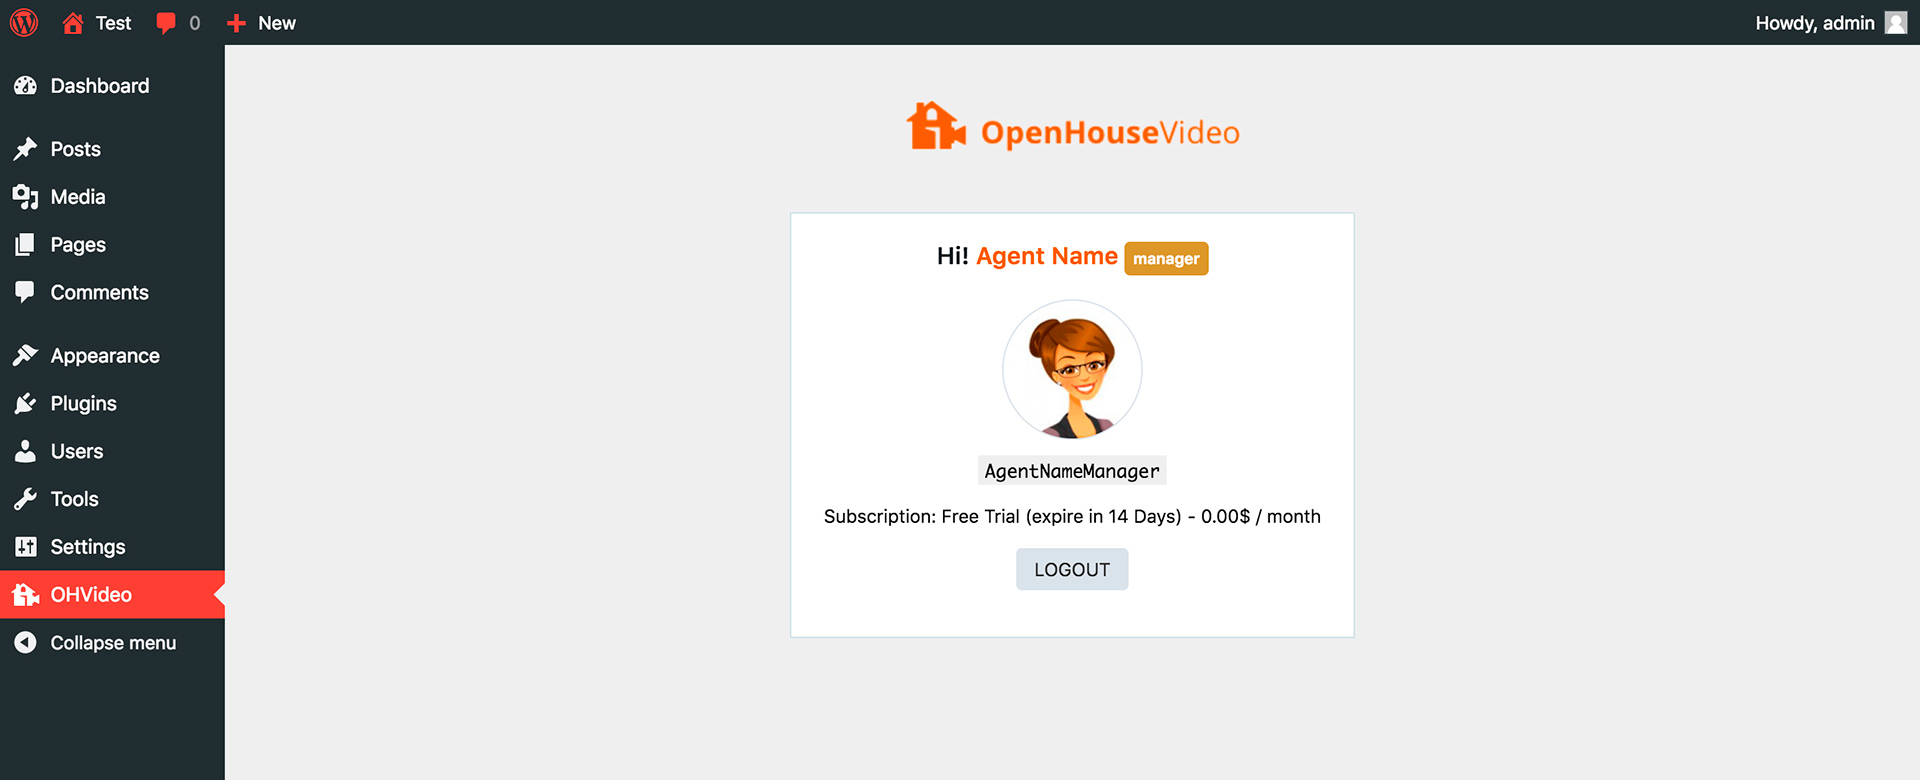 Test 0 New
Howdy, admin
Dashboard
Posts
Media
Pages
Comments
Appearance
Plugins
Users
Tools
Settings
OHVideo
Collapse menu
OpenHouseVideo
Hi! Agent Name manager
AgentNameManager
Subscription: Free Trial (expire in 14 Days) - 0.00$ / month
LOGOUT